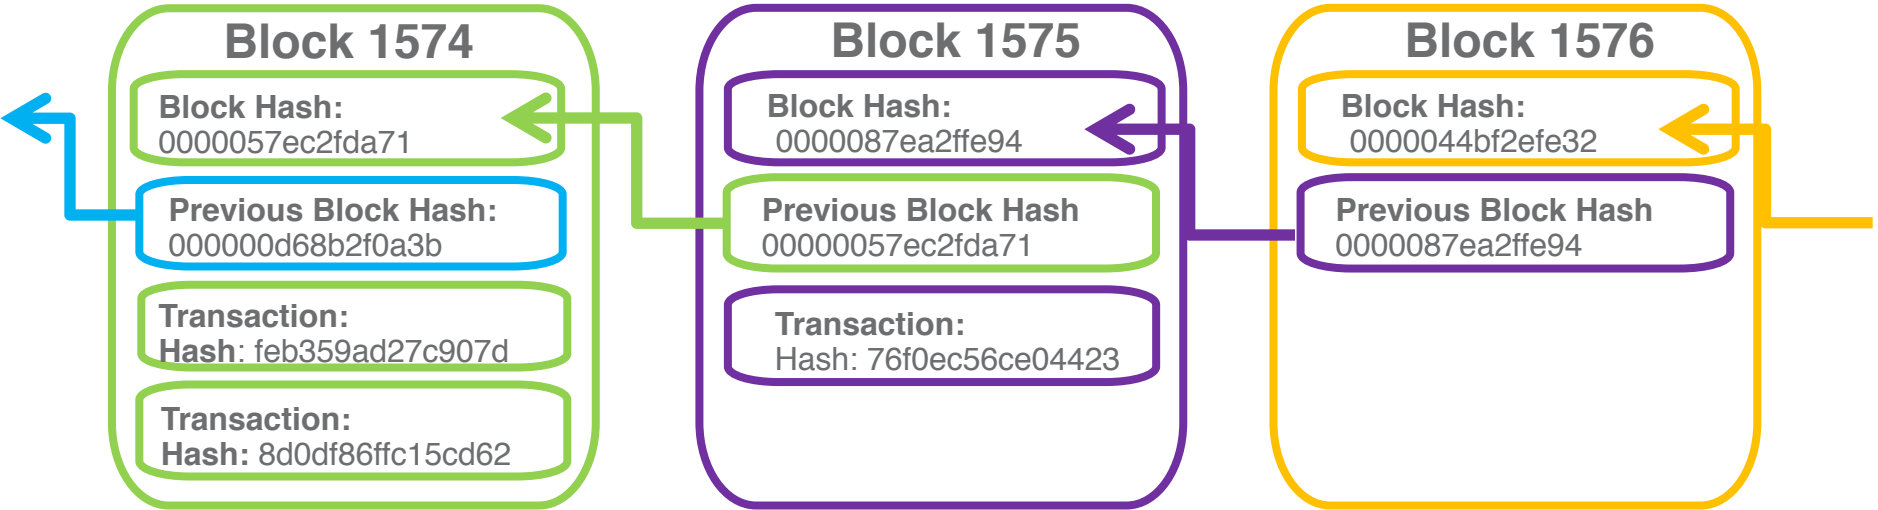 Block 1574
Block Hash:
0000057ec2fda71
Previous Block Hash:
000000d68b2f0a3b
Transaction:
Hash: feb359ad27c907d
Transaction:
Hash: 8d0df86ffc15cd62
Block 1575
Block Hash:
0000087ea2ffe94
Previous Block Hash
00000057ec2fda71
Transaction:
Hash: 76f0ec56ce04423
Block 1576
Block Hash:
0000044bf2efe32
Previous Block Hash
0000087ea2ffe94